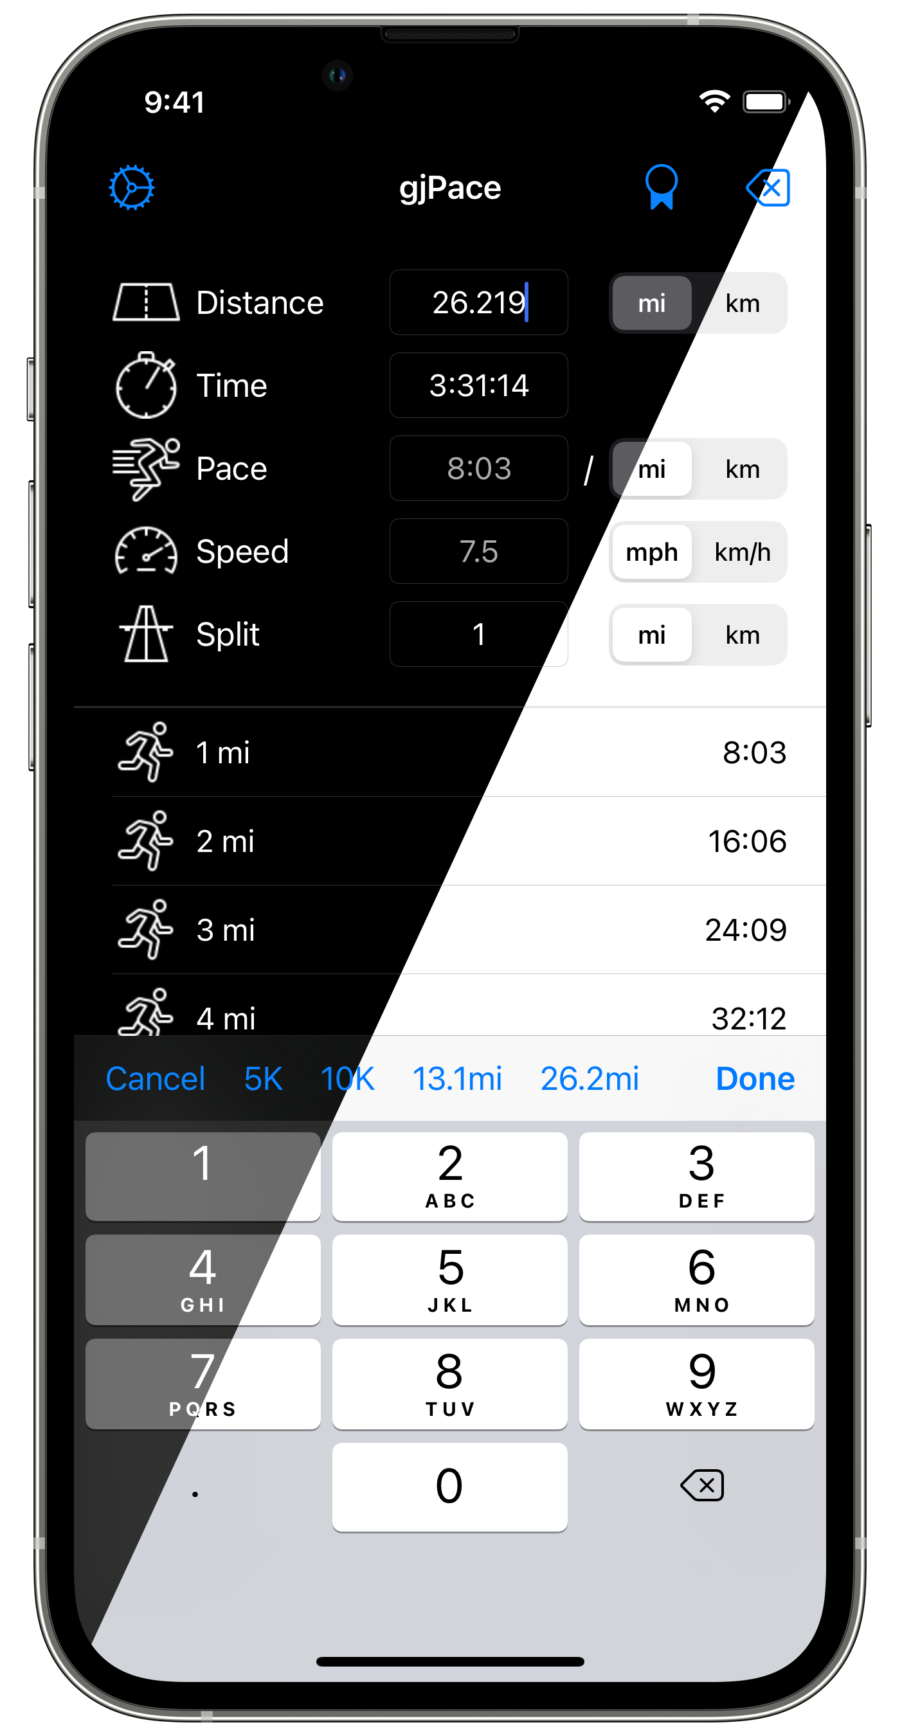 9:41
gjPace
Distance 26.219 mi km
Time 3:31:14
Pace 8:03 / mi km
Speed 7.5 mph km/h
Split 1 mi km
1 mi 8:03
2 mi 16:06
3 mi 24:09
4 mi 32:12
Cancel 5K 10K 13.1mi 26.2mi Done
1 2 3
ABC DEF
4 5 6
GHI JKL MNO
7 8 9
PQRS TUV WXYZ
. 0